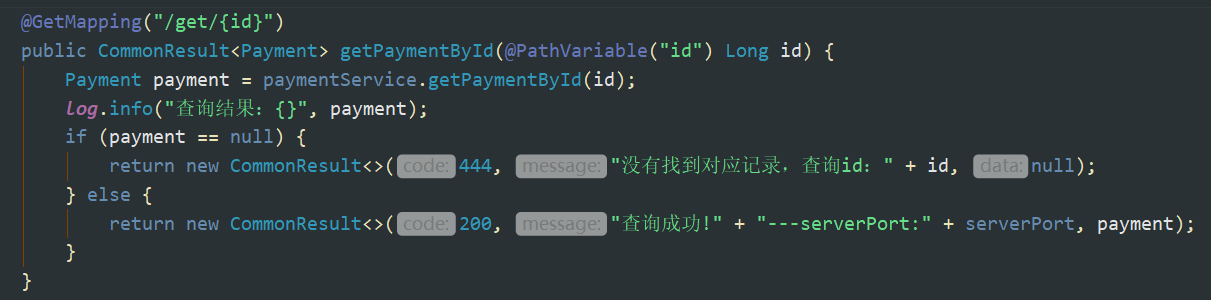 @GetMapping("/get/{id}")
public CommonResult<Payment> getPaymentById(@PathVariable("id") Long id) {
    Payment payment = paymentService.getPaymentById(id);
    log.info("查询结果：{}", payment);
    if (payment == null) {
        return new CommonResult<>( code: 444, message: "没有找到对应记录，查询id：" + id, data: null);
    } else {
        return new CommonResult<>( code: 200, message: "查询成功!" + "---serverPort:" + serverPort, payment);
    }
}